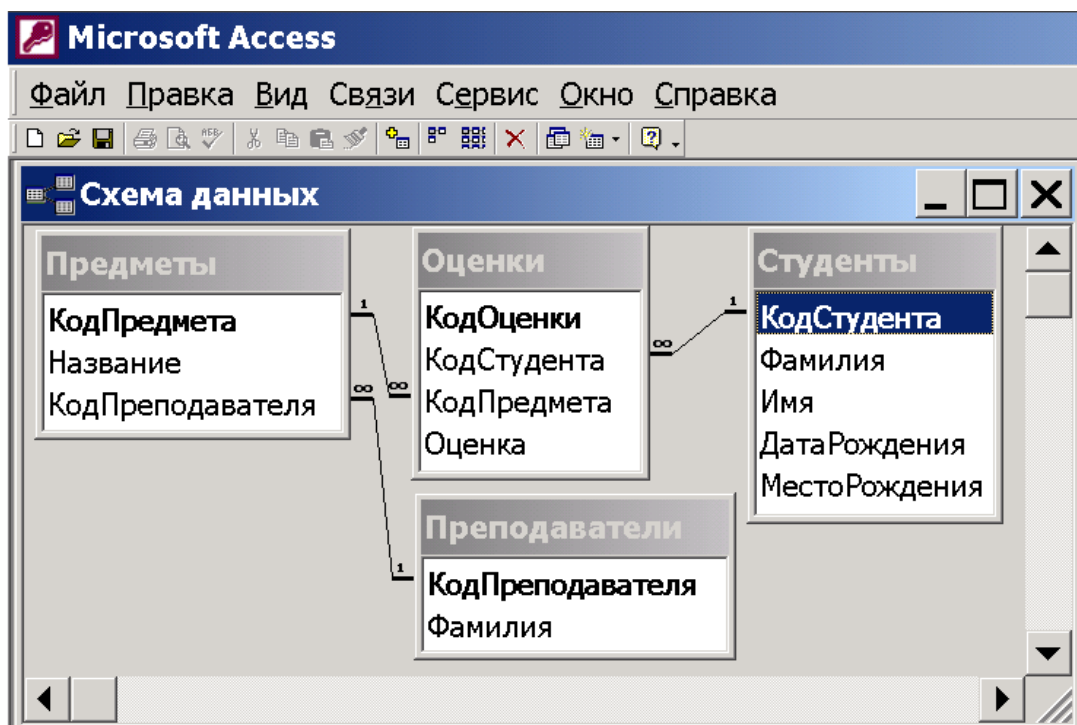 Microsoft Access
Файл Правка Вид Связи Сервис Окно Справка
Схема данных
Предметы
КодПредмета
Название
КодПреподавателя
1
∞
Оценки
КодОценки
КодСтудента
КодПредмета
Оценка
∞
∞
1
Студенты
КодСтудента
Фамилия
Имя
ДатаРождения
МестоРождения
Преподаватели
1
КодПреподавателя
Фамилия